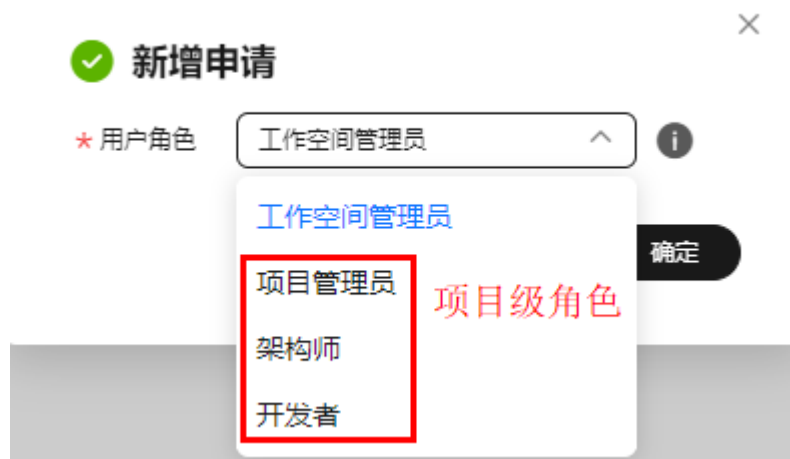 新增申请
* 用户角色 工作空间管理员
工作空间管理员
确定
项目管理员
项目级角色
架构师
开发者